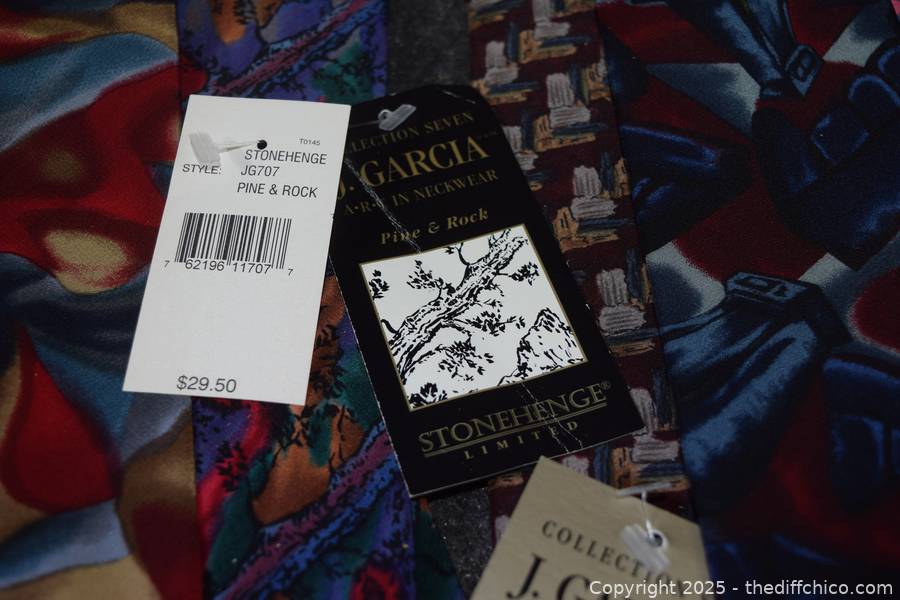 T0145
STONEHENGE
STYLE: JG707
PINE & ROCK
7 62196 11707 7
$29.50
COLLECTION SEVEN
J. GARCIA
A•R•T IN NECKWEAR
Pine & Rock
STONEHENGE®
LIMITED
COLLECT
J. G
Copyright 2025 - thediffchico.com